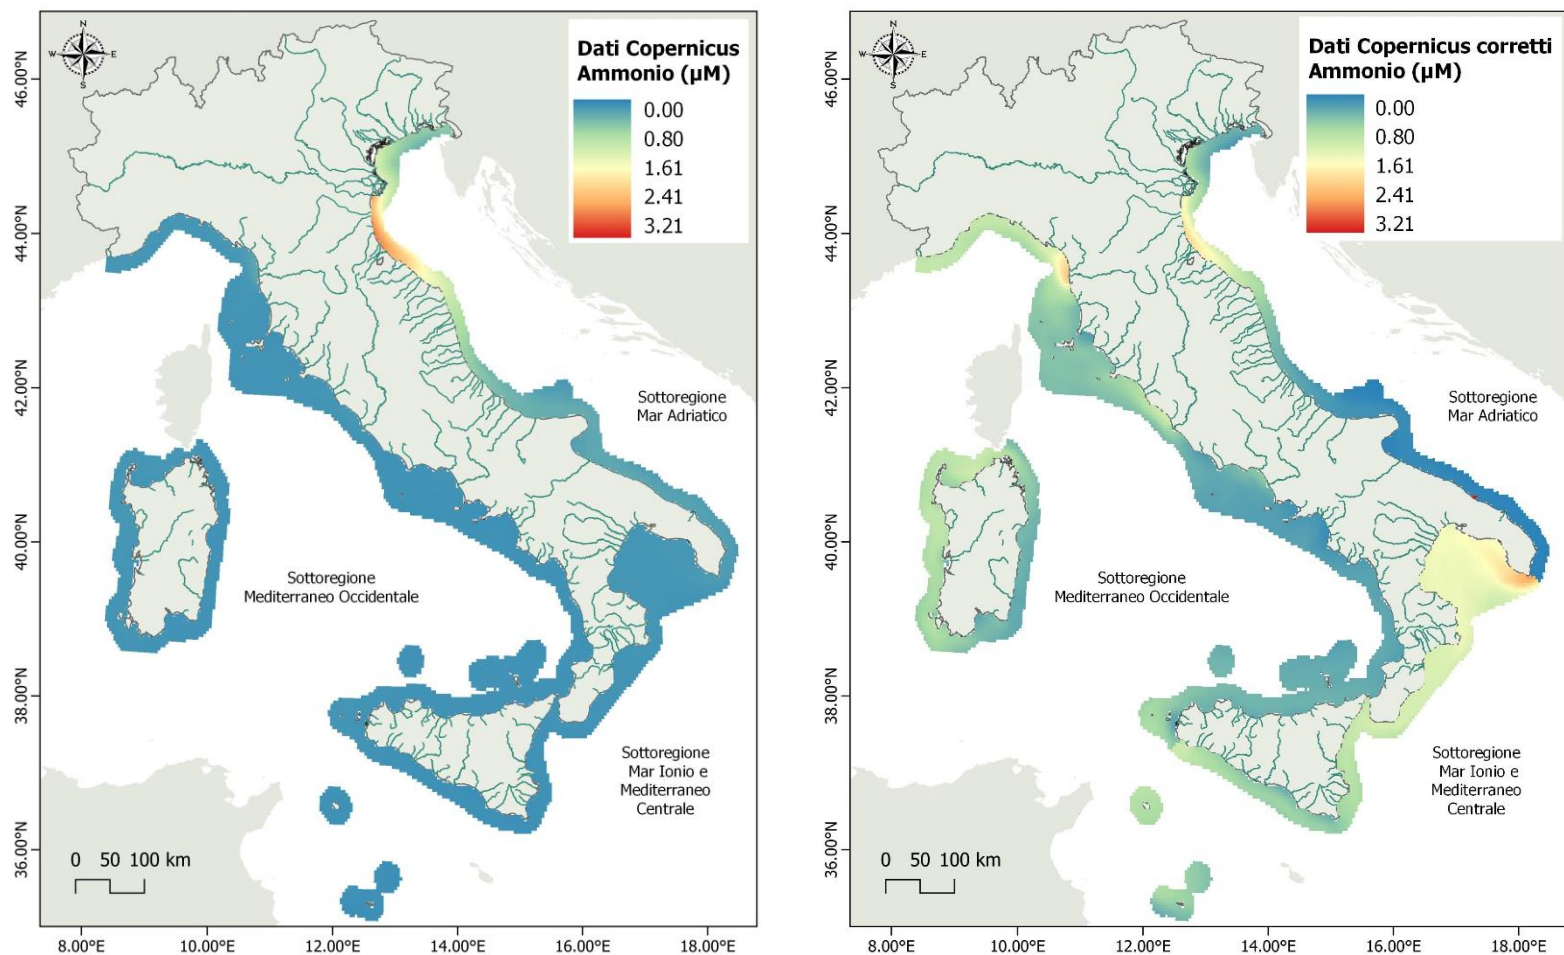 N
W E
S
Dati Copernicus
Ammonio (µM)
0.00
0.80
1.61
2.41
3.21
46.00°N
44.00°N
42.00°N
40.00°N
38.00°N
36.00°N
Sottoregione
Mar Adriatico
Sottoregione
Mediterraneo Occidentale
Sottoregione
Mar Ionio e
Mediterraneo
Centrale
0 50 100 km
8.00°E 10.00°E 12.00°E 14.00°E 16.00°E 18.00°E
N
W E
S
Dati Copernicus corretti
Ammonio (µM)
0.00
0.80
1.61
2.41
3.21
46.00°N
44.00°N
42.00°N
40.00°N
38.00°N
36.00°N
Sottoregione
Mar Adriatico
Sottoregione
Mediterraneo Occidentale
Sottoregione
Mar Ionio e
Mediterraneo
Centrale
0 50 100 km
8.00°E 10.00°E 12.00°E 14.00°E 16.00°E 18.00°E